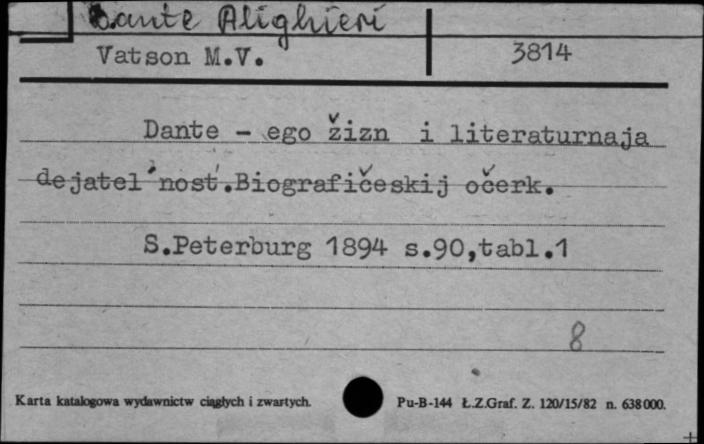 Dante Alighieri
Vatson M.V. 3814
Dante - ego žizn i literaturnaja
dejatel'nosť.Biografičeskij očerk.
S.Peterburg 1894 s.90,tabl.1
8
Karta katalogowa wydawnictw ciągłych i zwartych. Pu-B-144 Ł.Z.Graf. Z. 120/15/82 n. 638000.